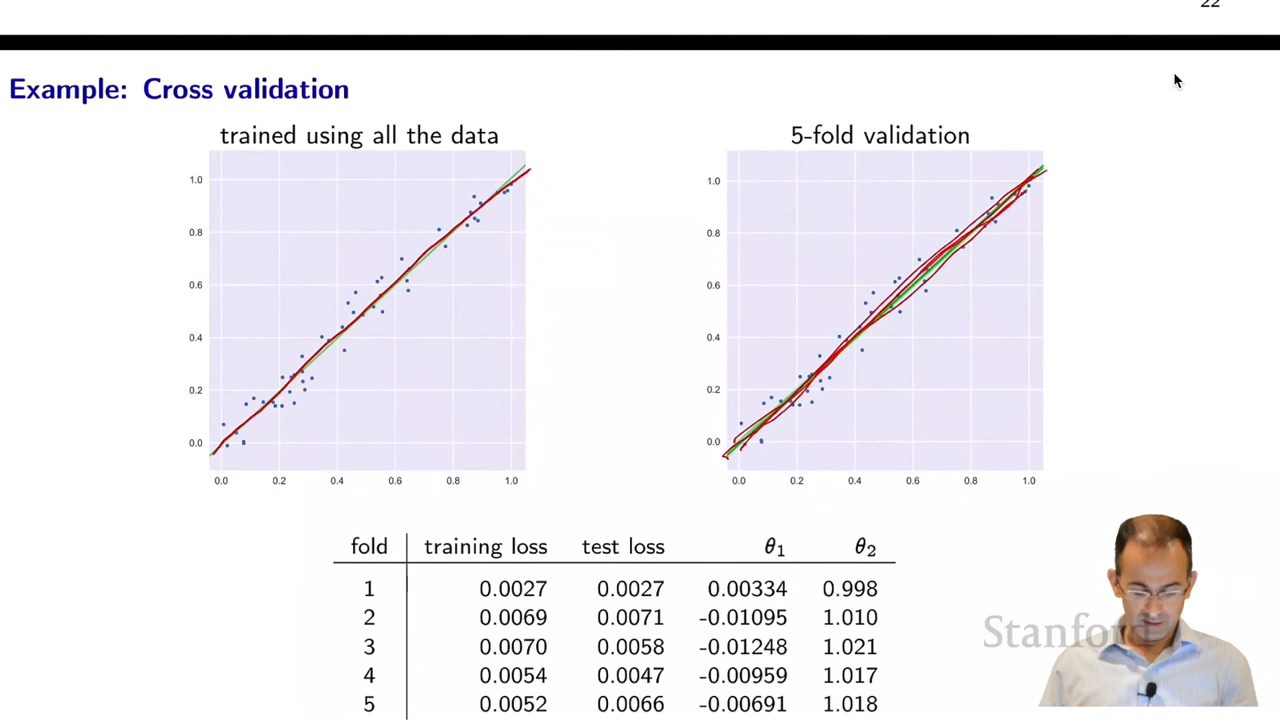 22
Example: Cross validation
trained using all the data
5-fold validation
1.0
0.8
0.6
0.4
0.2
0.0
0.0 0.2 0.4 0.6 0.8 1.0
1.0
0.8
0.6
0.4
0.2
0.0
0.0 0.2 0.4 0.6 0.8 1.0
fold training loss test loss θ1 θ2
1 0.0027 0.0027 0.00334 0.998
2 0.0069 0.0071 -0.01095 1.010
3 0.0070 0.0058 -0.01248 1.021
4 0.0054 0.0047 -0.00959 1.017
5 0.0052 0.0066 -0.00691 1.018
Stanford